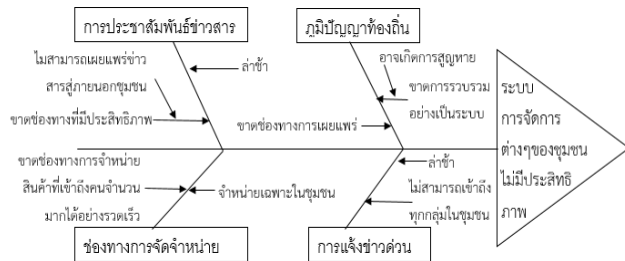 การประชาสัมพันธ์ข่าวสาร
ไม่สามารถเผยแพร่ข่าว
สารสู่ภายนอกชุมชน
ล่าช้า
ขาดช่องทางที่มีประสิทธิภาพ
ภูมิปัญญาท้องถิ่น
อาจเกิดการสูญหาย
ขาดการรวบรวม
อย่างเป็นระบบ
ขาดช่องทางการเผยแพร่
ขาดช่องทางการจำหน่าย
สินค้าที่เข้าถึงคนจำนวน
มากได้อย่างรวดเร็ว
จำหน่ายเฉพาะในชุมชน
ช่องทางการจัดจำหน่าย
ล่าช้า
ไม่สามารถเข้าถึง
ทุกกลุ่มในชุมชน
การแจ้งข่าวด่วน
ระบบ
การจัดการ
ต่างๆของชุมชน
ไม่มีประสิทธิ
ภาพ